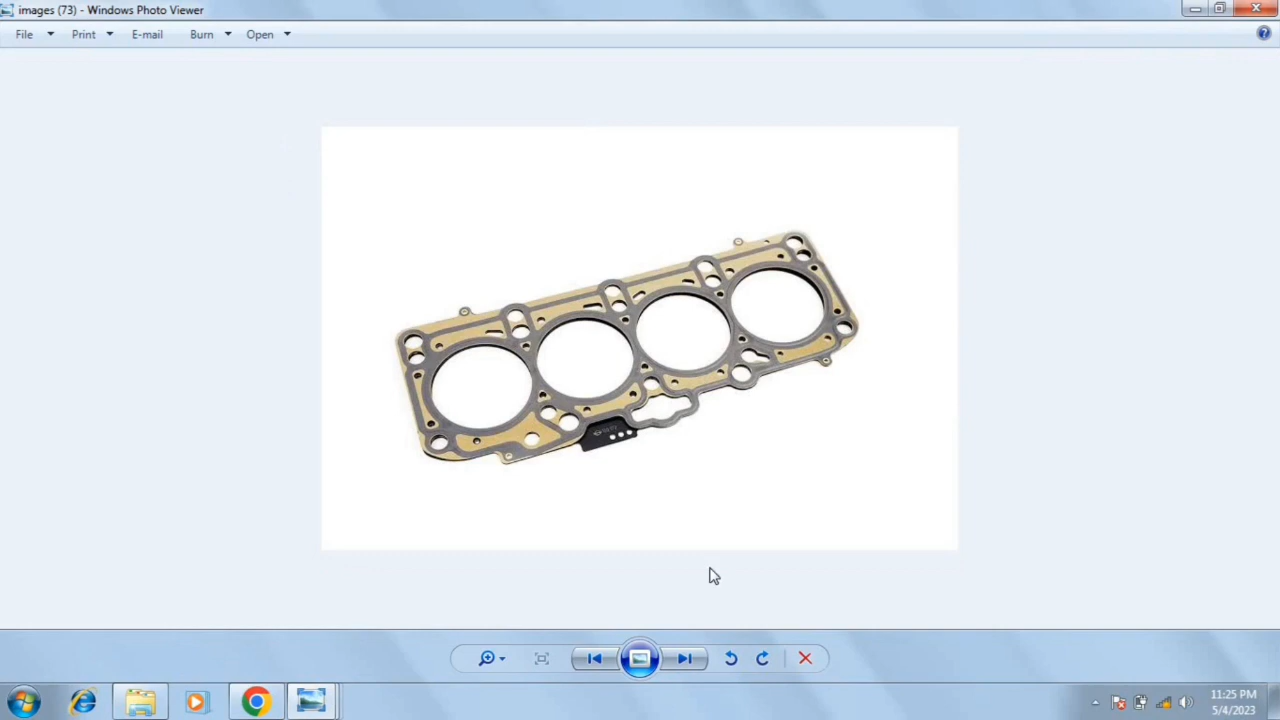 images (73) - Windows Photo Viewer
File Print E-mail Burn Open
11:25 PM
5/4/2023